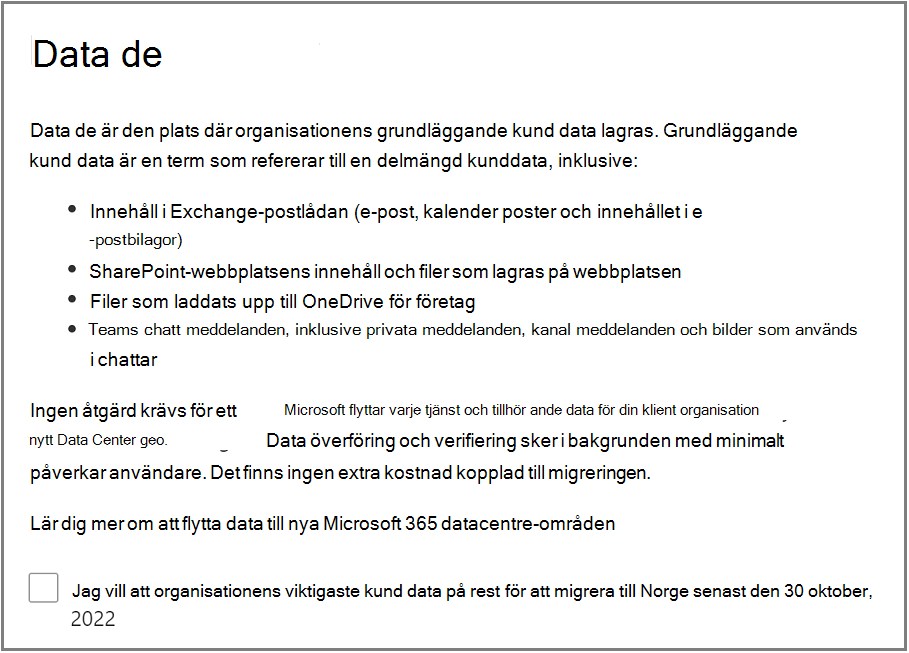 Data de
Data de är den plats där organisationens grundläggande kund data lagras. Grundläggande
kund data är en term som refererar till en delmängd kunddata, inklusive:
• Innehåll i Exchange-postlådan (e-post, kalender poster och innehållet i e
-postbilagor)
• SharePoint-webbplatsens innehåll och filer som lagras på webbplatsen
• Filer som laddats upp till OneDrive för företag
• Teams chatt meddelanden, inklusive privata meddelanden, kanal meddelanden och bilder som används
i chattar
Ingen åtgärd krävs för ett Microsoft flyttar varje tjänst och tillhör ande data för din klient organisation
nytt Data Center geo. Data överföring och verifiering sker i bakgrunden med minimalt
påverkar användare. Det finns ingen extra kostnad kopplad till migreringen.
Lär dig mer om att flytta data till nya Microsoft 365 datacentre-områden
Jag vill att organisationens viktigaste kund data på rest för att migrera till Norge senast den 30 oktober,
2022